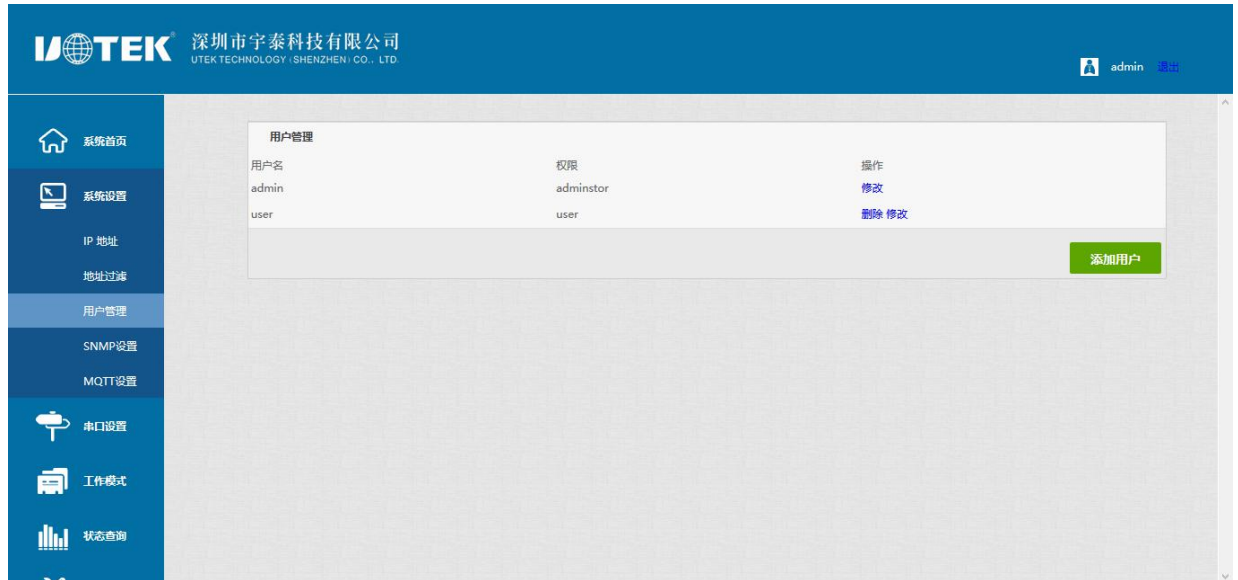 UOTEK®
深圳市宇泰科技有限公司
UTEK TECHNOLOGY (SHENZHEN) CO., LTD.
admin 退出
系统首页
系统设置
IP 地址
地址过滤
用户管理
SNMP设置
MQTT设置
串口设置
工作模式
状态查询
用户管理
用户名 权限 操作
admin adminstor 修改
user user 删除 修改
添加用户